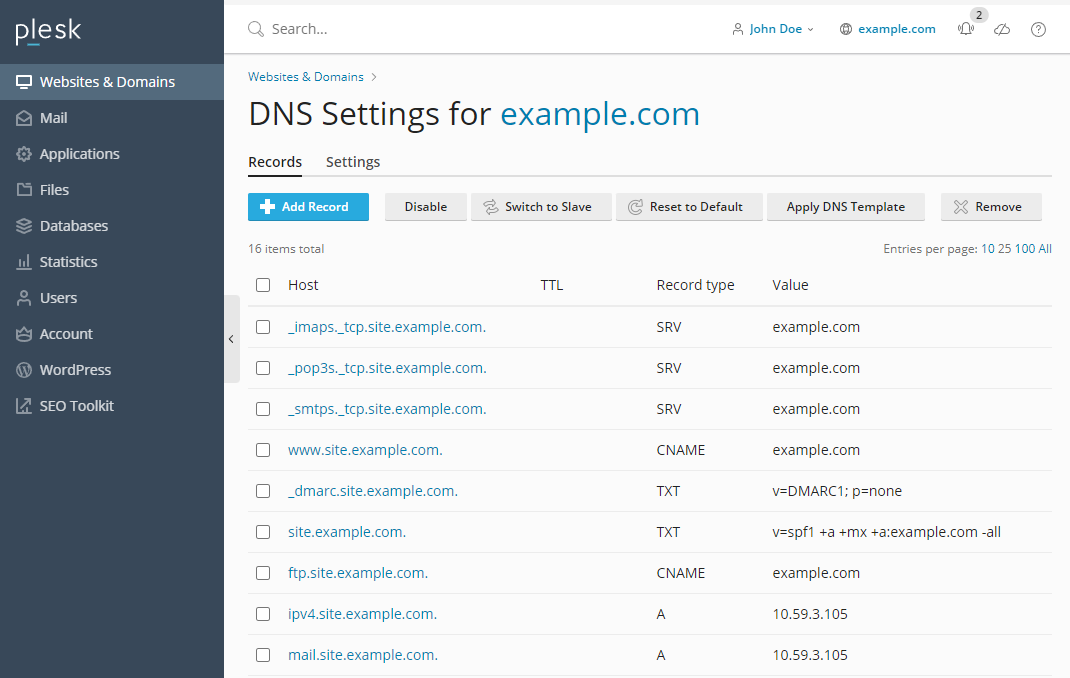 plesk
Search...
John Doe
example.com
2
Websites & Domains
Mail
Applications
Files
Databases
Statistics
Users
Account
WordPress
SEO Toolkit
Websites & Domains >
DNS Settings for example.com
Records Settings
Add Record Disable Switch to Slave Reset to Default Apply DNS Template Remove
16 items total Entries per page: 10 25 100 All
Host TTL Record type Value
_imaps._tcp.site.example.com. SRV example.com
_pop3s._tcp.site.example.com. SRV example.com
_smtps._tcp.site.example.com. SRV example.com
www.site.example.com. CNAME example.com
_dmarc.site.example.com. TXT v=DMARC1; p=none
site.example.com. TXT v=spf1 +a +mx +a:example.com -all
ftp.site.example.com. CNAME example.com
ipv4.site.example.com. A 10.59.3.105
mail.site.example.com. A 10.59.3.105